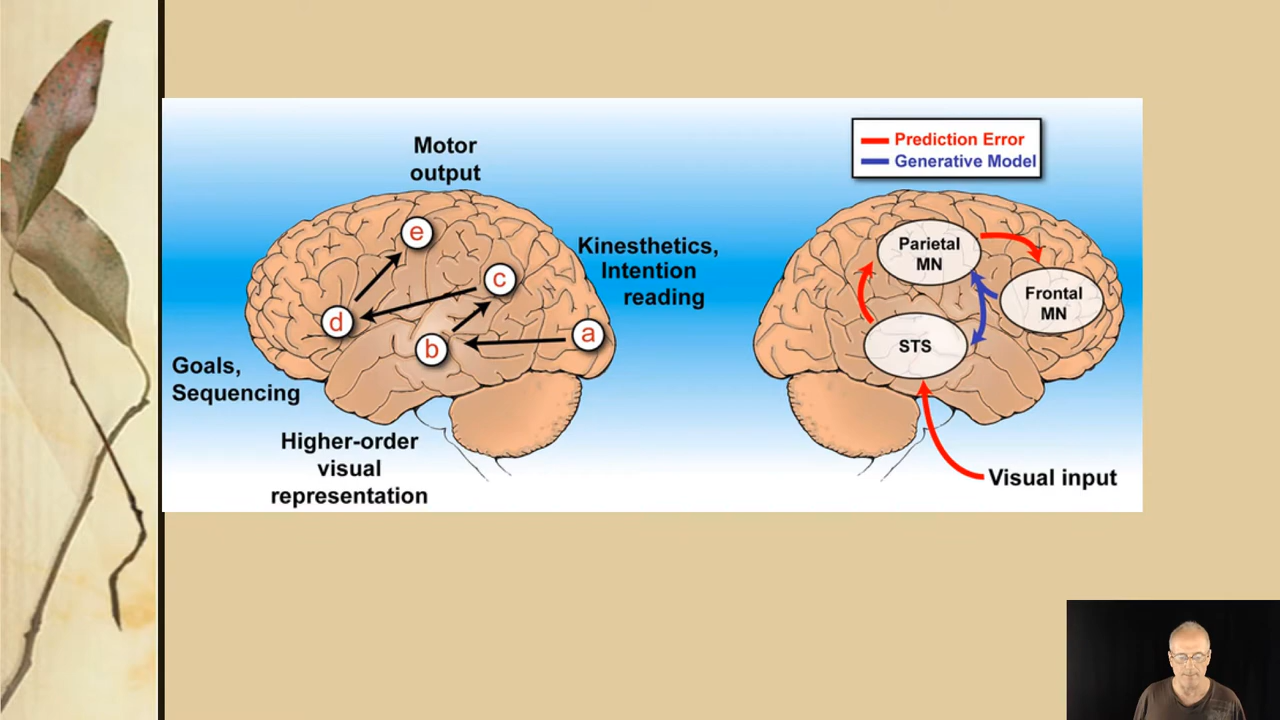 Motor
output
e
Kinesthetics,
Intention
reading
c
d
b
a
Goals,
Sequencing
Higher-order
visual
representation
Prediction Error
Generative Model
Parietal
MN
Frontal
MN
STS
Visual input